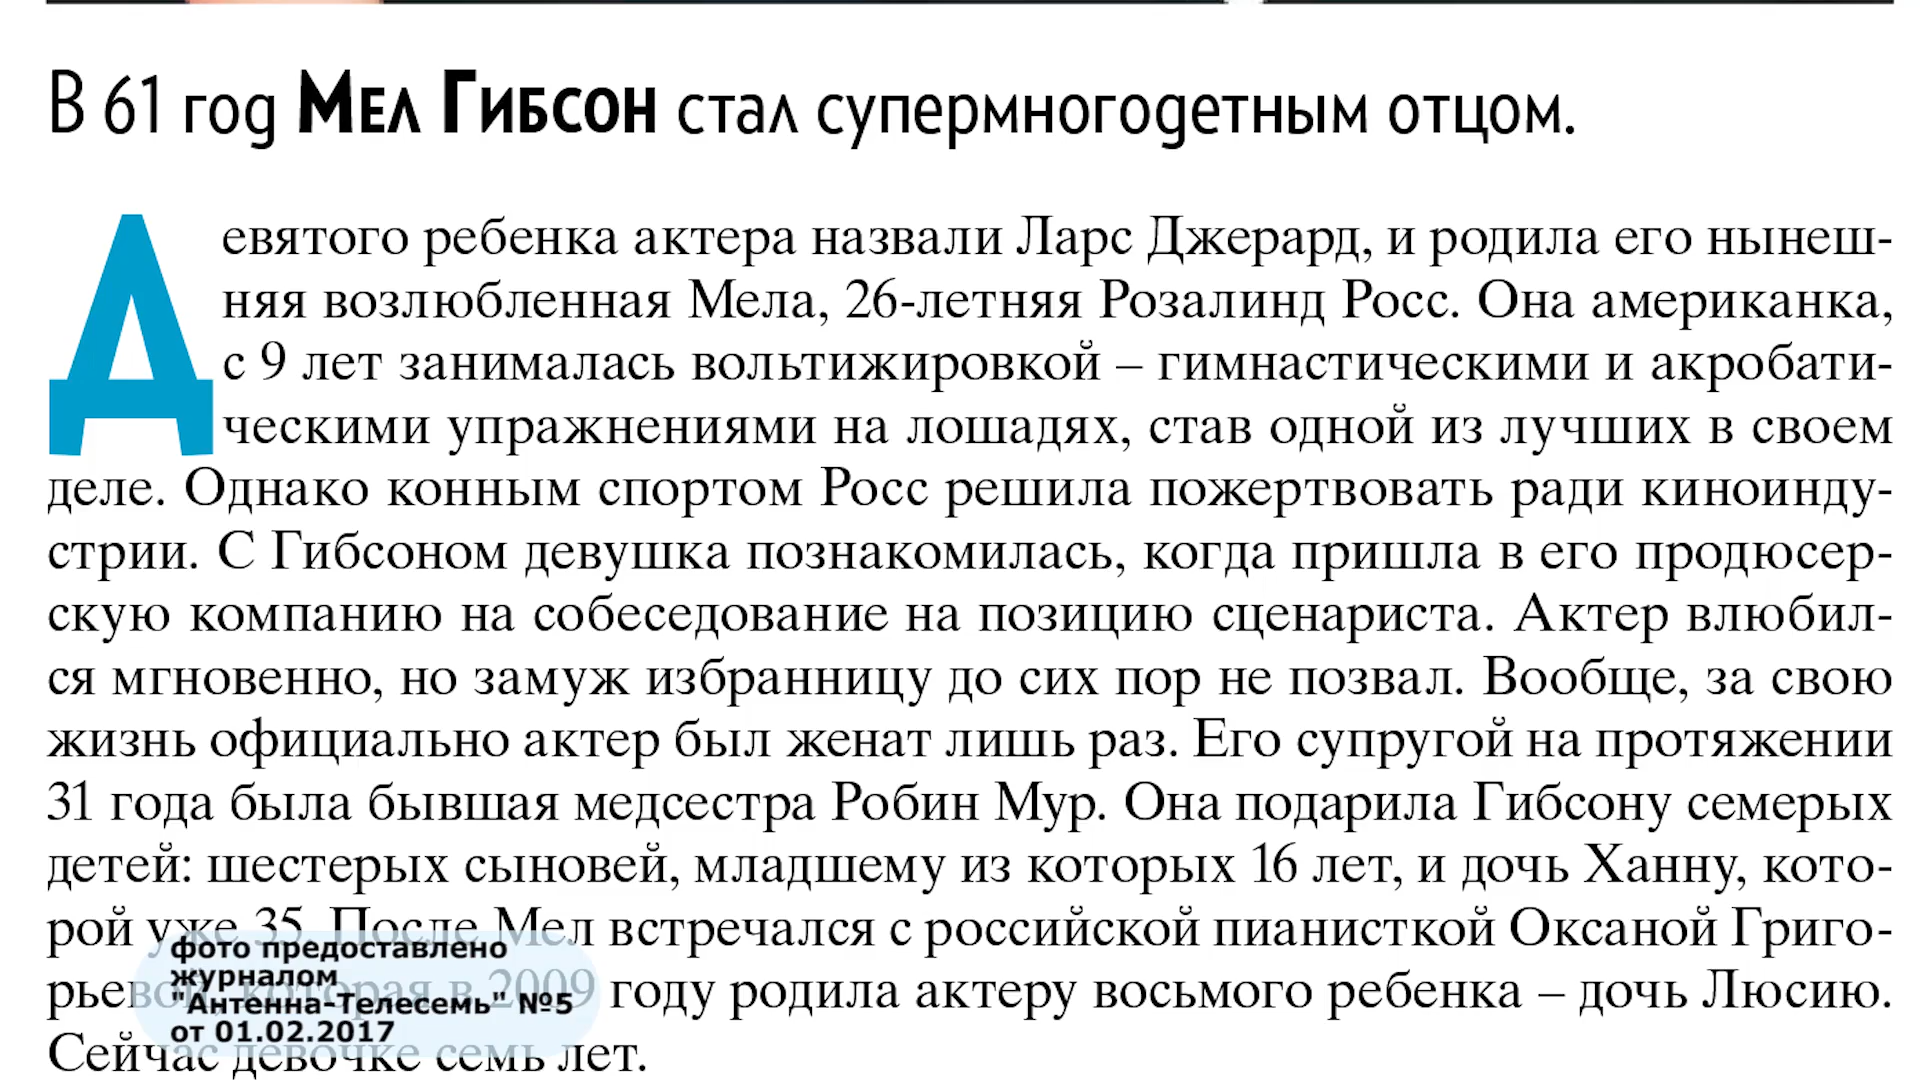 В 61 год Мел Гибсон стал супермногодетным отцом.
Девятого ребенка актера назвали Ларс Джерард, и родила его нынеш-
няя возлюбленная Мела, 26-летняя Розалинд Росс. Она американка,
с 9 лет занималась вольтижировкой – гимнастическими и акробати-
ческими упражнениями на лошадях, став одной из лучших в своем
деле. Однако конным спортом Росс решила пожертвовать ради киноинду-
стрии. С Гибсоном девушка познакомилась, когда пришла в его продюсер-
скую компанию на собеседование на позицию сценариста. Актер влюбил-
ся мгновенно, но замуж избранницу до сих пор не позвал. Вообще, за свою
жизнь официально актер был женат лишь раз. Его супругой на протяжении
31 года была бывшая медсестра Робин Мур. Она подарила Гибсону семерых
детей: шестерых сыновей, младшему из которых 16 лет, и дочь Ханну, кото-
рой уже 35. После Мел встречался с российской пианисткой Оксаной Григо-
рьевой, которая в 2009 году родила актеру восьмого ребенка – дочь Люсию.
Сейчас девочке семь лет.
фото предоставлено
журналом
"Антенна-Телесемь" №5
от 01.02.2017